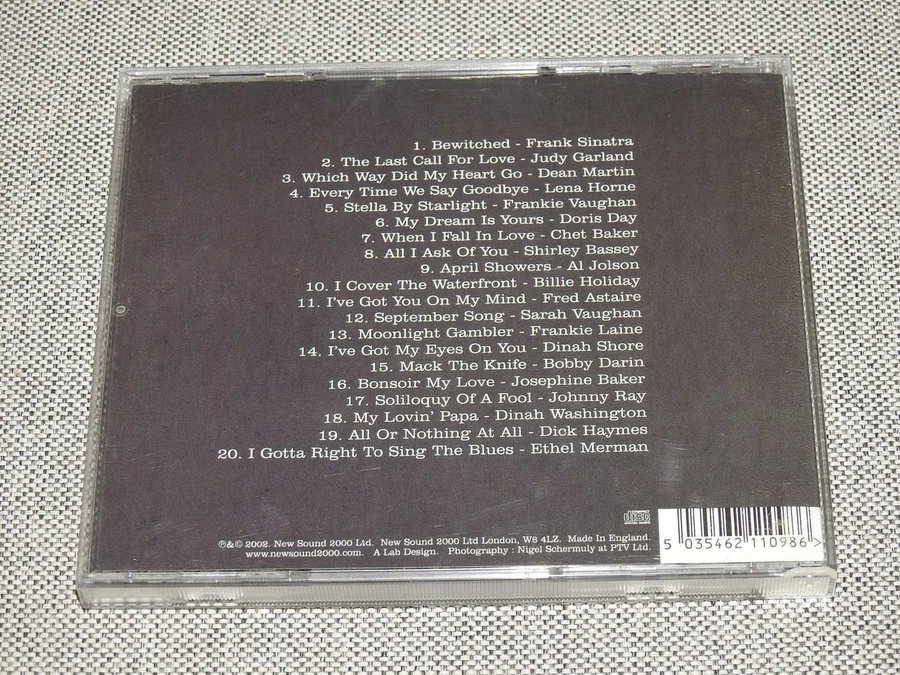 1. Bewitched - Frank Sinatra
2. The Last Call For Love - Judy Garland
3. Which Way Did My Heart Go - Dean Martin
4. Every Time We Say Goodbye - Lena Horne
5. Stella By Starlight - Frankie Vaughan
6. My Dream Is Yours - Doris Day
7. When I Fall In Love - Chet Baker
8. All I Ask Of You - Shirley Bassey
9. April Showers - Al Jolson
10. I Cover The Waterfront - Billie Holiday
11. I've Got You On My Mind - Fred Astaire
12. September Song - Sarah Vaughan
13. Moonlight Gambler - Frankie Laine
14. I've Got My Eyes On You - Dinah Shore
15. Mack The Knife - Bobby Darin
16. Bonsoir My Love - Josephine Baker
17. Soliloquy Of A Fool - Johnny Ray
18. My Lovin' Papa - Dinah Washington
19. All Or Nothing At All - Dick Haymes
20. I Gotta Right To Sing The Blues - Ethel Merman
disc
℗&© 2002. New Sound 2000 Ltd. New Sound 2000 Ltd London, W8 4LZ. Made In England.
www.newsound2000.com. A Lab Design. Photography : Nigel Schermuly at PTV Ltd.
5 035462 110986 >